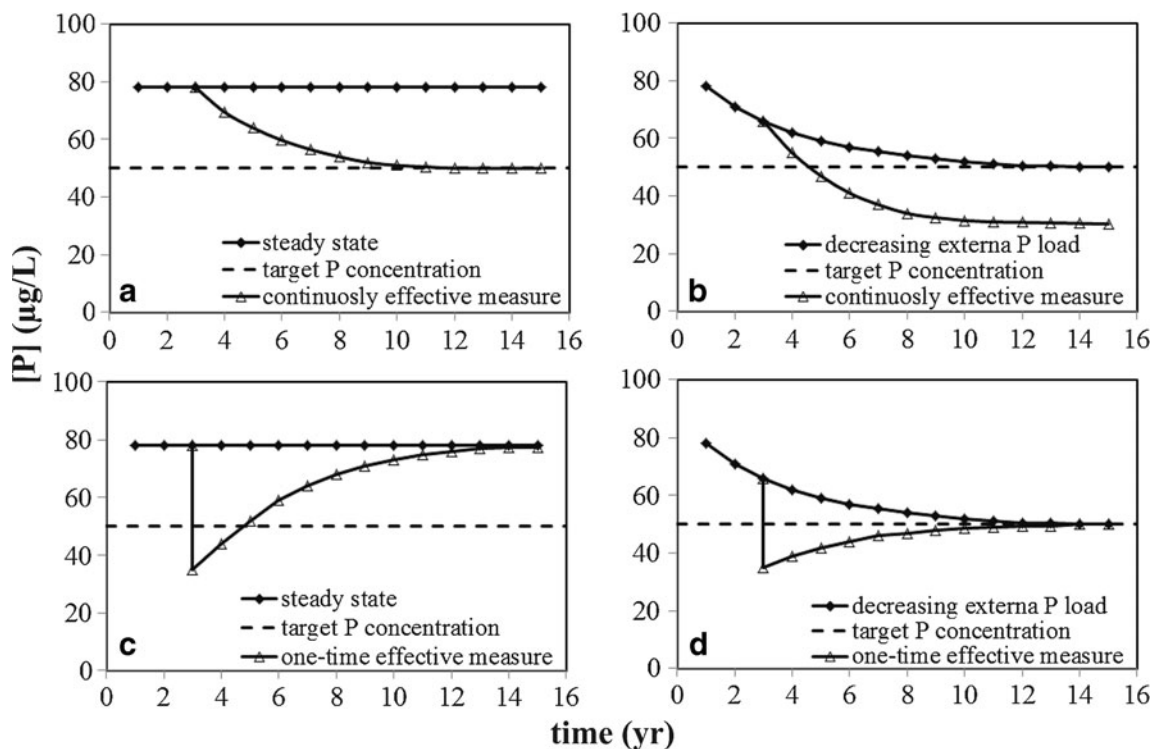 100
80
60
40
20
0
steady state
target P concentration
continuosly effective measure
a
0 2 4 6 8 10 12 14 16
100
80
60
40
20
0
decreasing externa P load
target P concentration
continuosly effective measure
b
0 2 4 6 8 10 12 14 16
[P] (µg/L)
100
80
60
40
20
0
steady state
target P concentration
one-time effective measure
c
0 2 4 6 8 10 12 14 16
100
80
60
40
20
0
decreasing externa P load
target P concentration
one-time effective measure
d
0 2 4 6 8 10 12 14 16
time (yr)